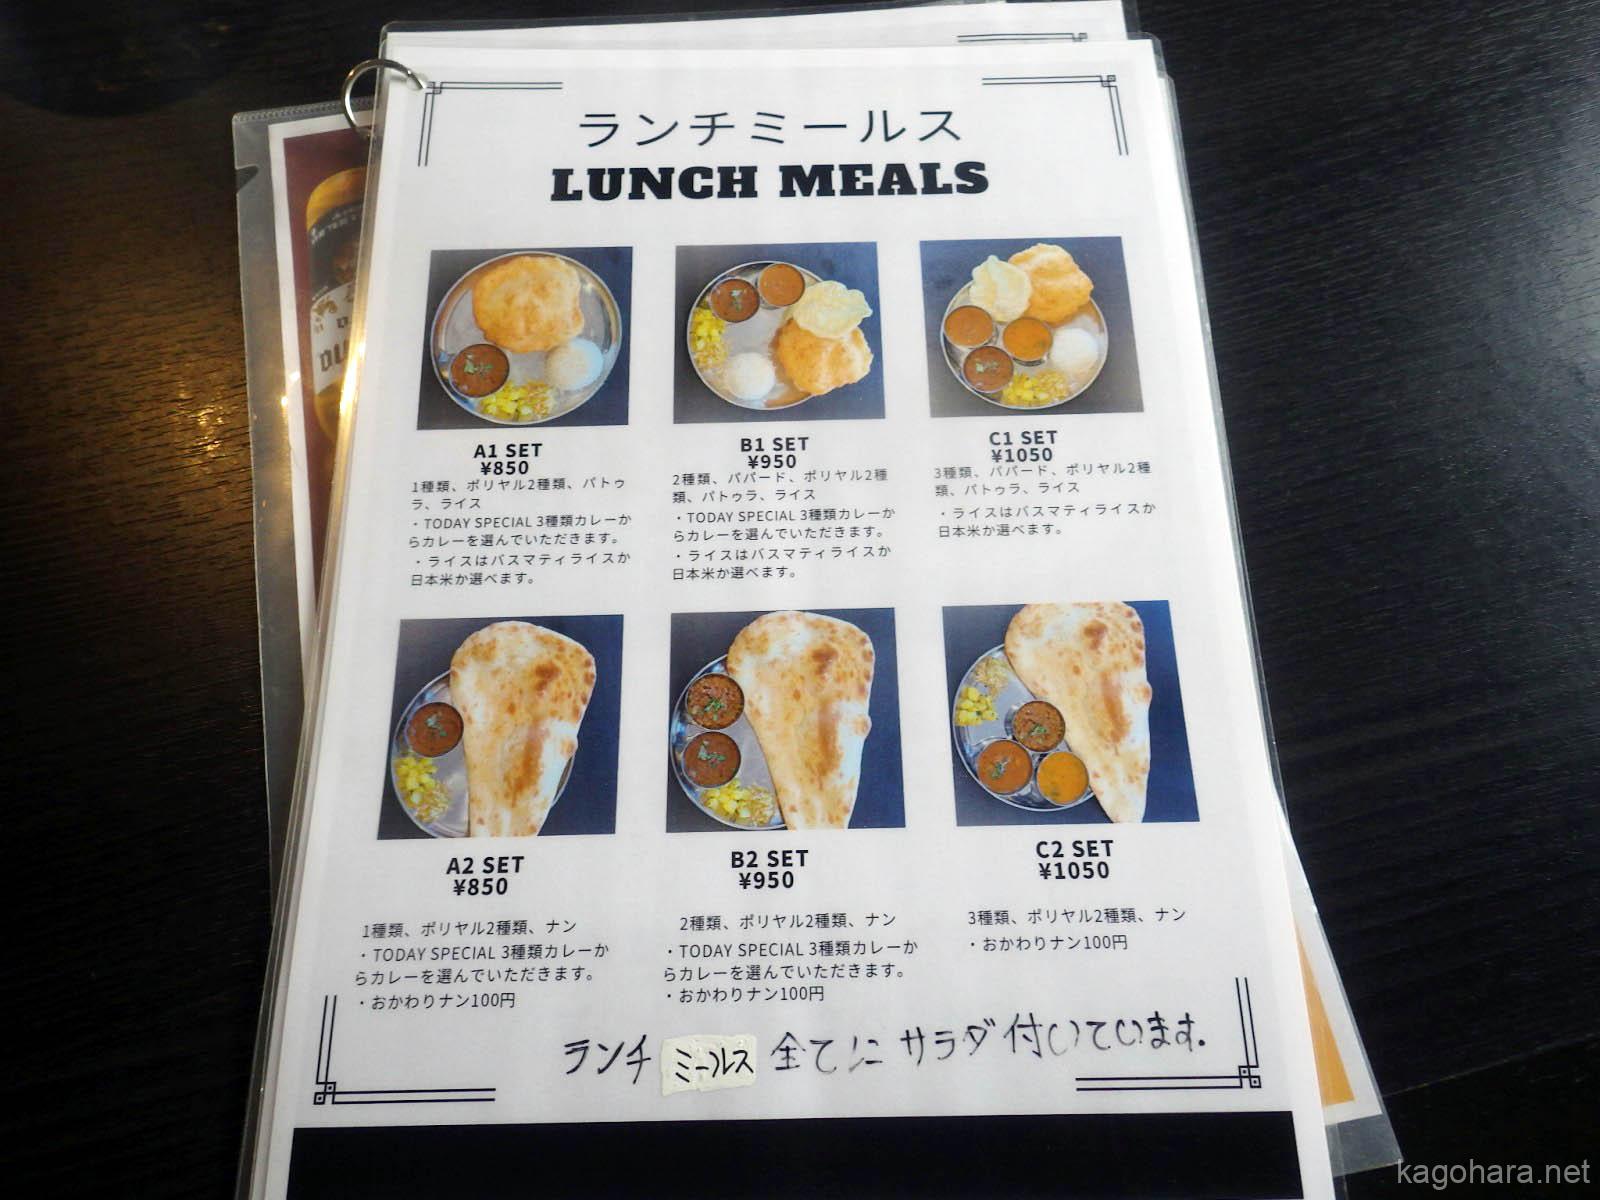 ランチミールス
LUNCH MEALS
A1 SET
¥850
1種類、ポリヤル2種類、バトゥ
ラ、ライス
・TODAY SPECIAL 3種類カレーか
らカレーを選んでいただきます。
・ライスはバスマティライスか
日本米か選べます。
B1 SET
¥950
2種類、パパード、ポリヤル2種
類、バトゥラ、ライス
・TODAY SPECIAL 3種類カレーか
らカレーを選んでいただきます。
・ライスはバスマティライスか
日本米か選べます。
C1 SET
¥1050
3種類、パパード、ポリヤル2種
類、バトゥラ、ライス
・ライスはバスマティライスか
日本米か選べます。
A2 SET
¥850
1種類、ポリヤル2種類、ナン
・TODAY SPECIAL 3種類カレーか
らカレーを選んでいただきます。
・おかわりナン100円
B2 SET
¥950
2種類、ポリヤル2種類、ナン
・TODAY SPECIAL 3種類カレーか
らカレーを選んでいただきます。
・おかわりナン100円
C2 SET
¥1050
3種類、ポリヤル2種類、ナン
・おかわりナン100円
ランチミールス全てにサラダ付いています.
kagohara.net